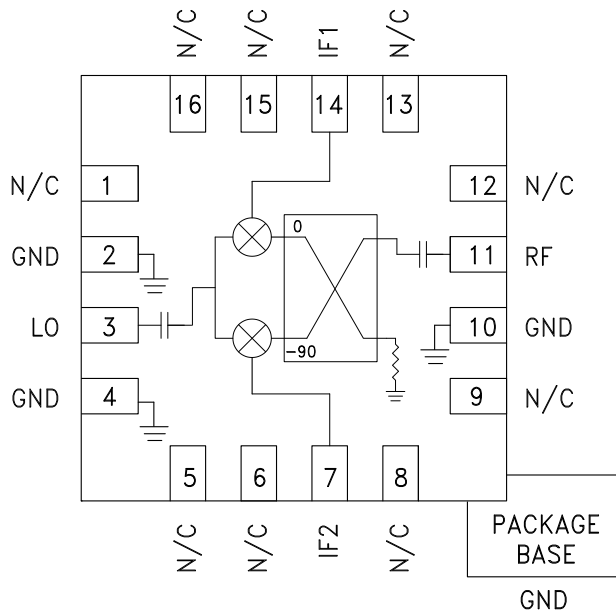 N/C
N/C
IF1
N/C
16
15
14
13
N/C 1
12 N/C
GND 2
0
11 RF
LO 3
10 GND
-90
GND 4
9 N/C
5
6
7
8
N/C
N/C
IF2
N/C
PACKAGE
BASE
GND